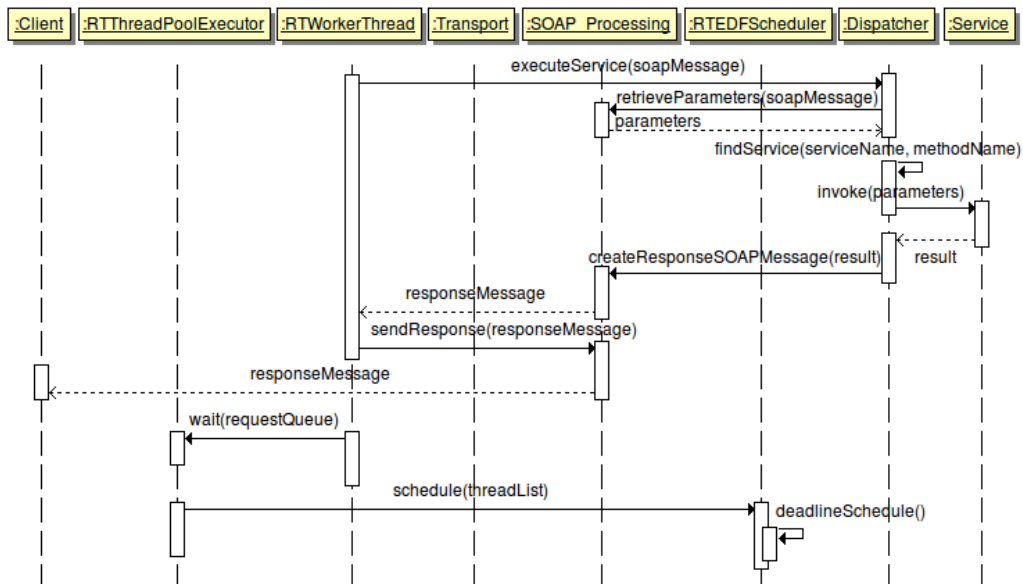 :Client :RTThreadPoolExecutor :RTWorkerThread :Transport :SOAP_Processing :RTEDFScheduler :Dispatcher :Service
executeService(soapMessage)
retrieveParameters(soapMessage)
parameters
findService(serviceName, methodName)
invoke(parameters)
createResponseSOAPMessage(result)
result
responseMessage
sendResponse(responseMessage)
responseMessage
wait(requestQueue)
schedule(threadList)
deadlineSchedule()